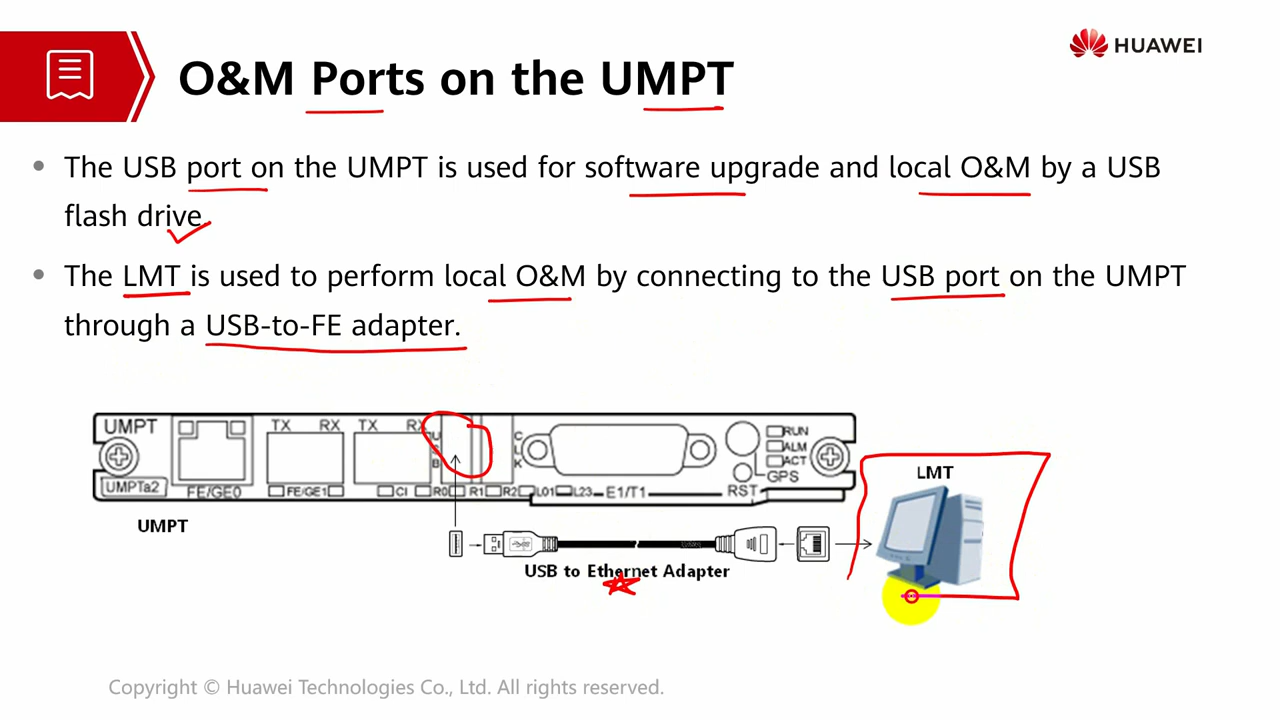 HUAWEI
O&M Ports on the UMPT
The USB port on the UMPT is used for software upgrade and local O&M by a USB
flash drive.
The LMT is used to perform local O&M by connecting to the USB port on the UMPT
through a USB-to-FE adapter.
UMPT
TX RX TX RX
USB
CLK
RUN
ALM
ACT
GPS
UMPTa2
FE/GE0 FE/GE1 CI R0 R1 R2 L01 L23 E1/T1 RST
LMT
UMPT
USB to Ethernet Adapter
Copyright © Huawei Technologies Co., Ltd. All rights reserved.